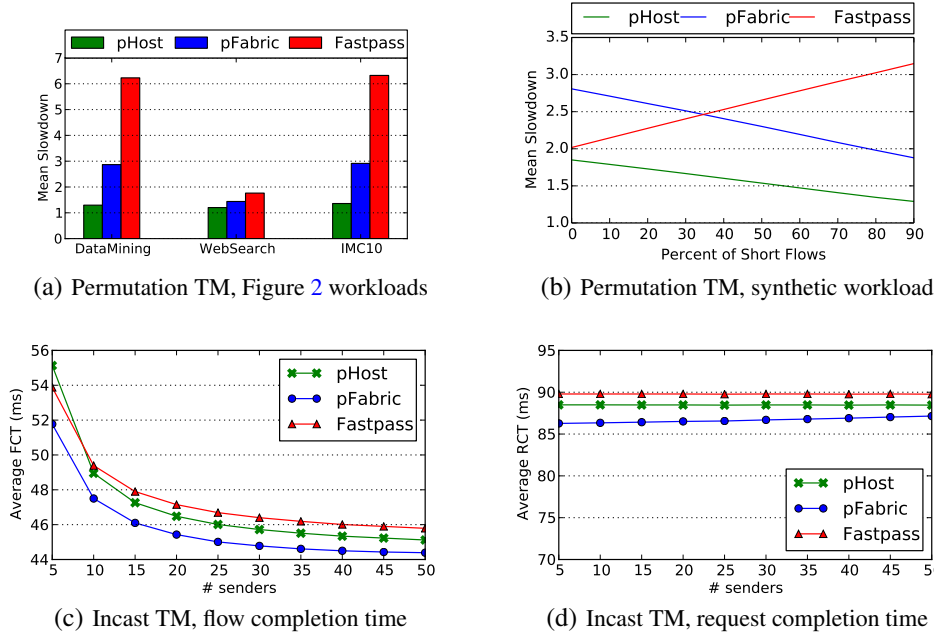 pHost pFabric Fastpass
7
6
5
4
3
2
1
0
Mean Slowdown
DataMining WebSearch IMC10
(a) Permutation TM, Figure 2 workloads
pHost pFabric Fastpass
3.5
3.0
2.5
2.0
1.5
1.0
Mean Slowdown
0 10 20 30 40 50 60 70 80 90
Percent of Short Flows
(b) Permutation TM, synthetic workload
56
54
52
50
48
46
44
Average FCT (ms)
pHost
pFabric
Fastpass
5 10 15 20 25 30 35 40 45 50
# senders
(c) Incast TM, flow completion time
95
90
85
80
75
70
Average RCT (ms)
pHost
pFabric
Fastpass
5 10 15 20 25 30 35 40 45 50
# senders
(d) Incast TM, request completion time